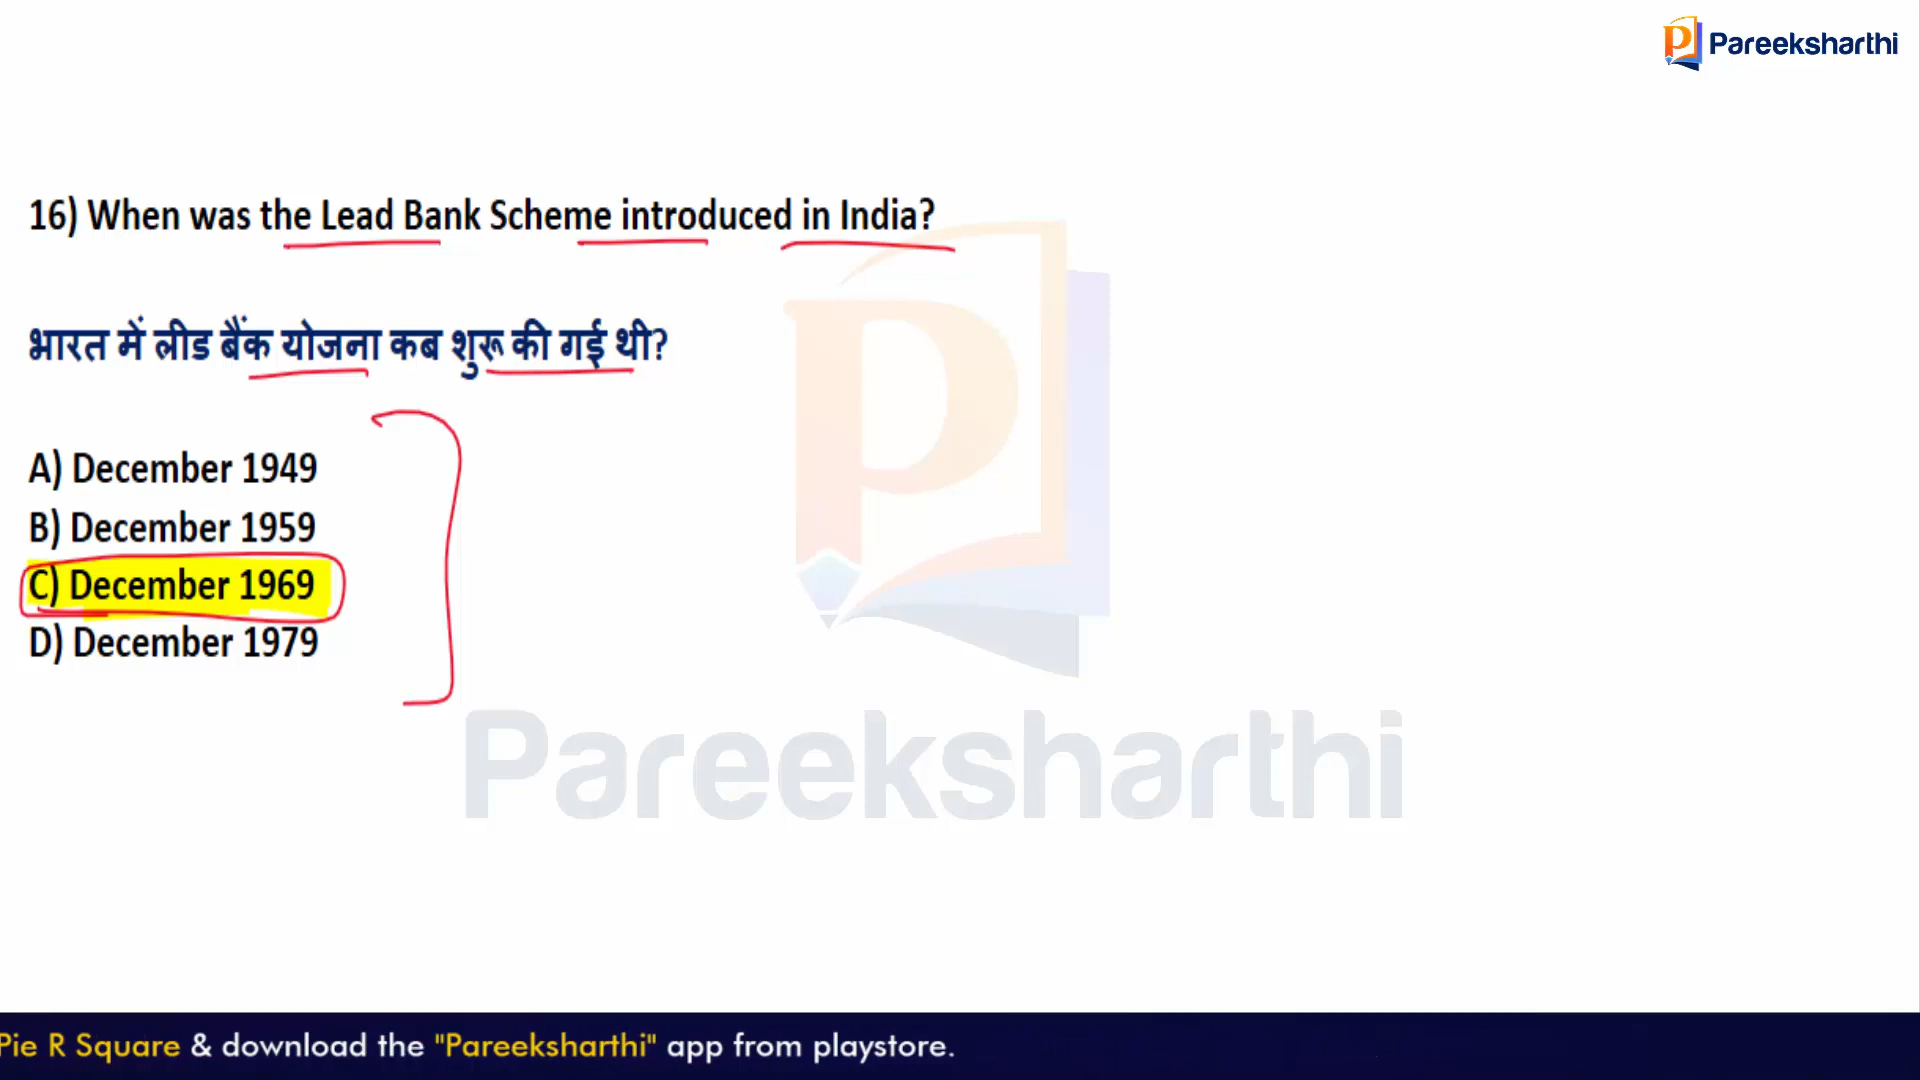 Pareeksharthi
16) When was the Lead Bank Scheme introduced in India?
भारत में लीड बैंक योजना कब शुरू की गई थी?
A) December 1949
B) December 1959
C) December 1969
D) December 1979
Pareeksharthi
Pie R Square & download the "Pareeksharthi" app from playstore.